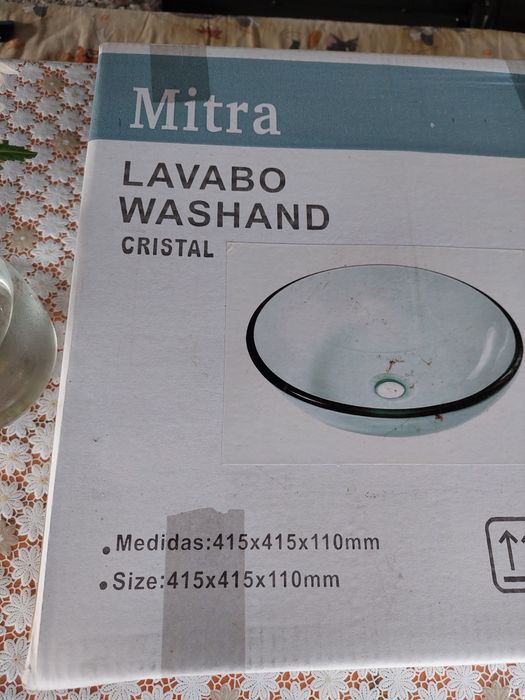 Mitra
LAVABO
WASHAND
CRISTAL
• Medidas:415x415x110mm
• Size:415x415x110mm